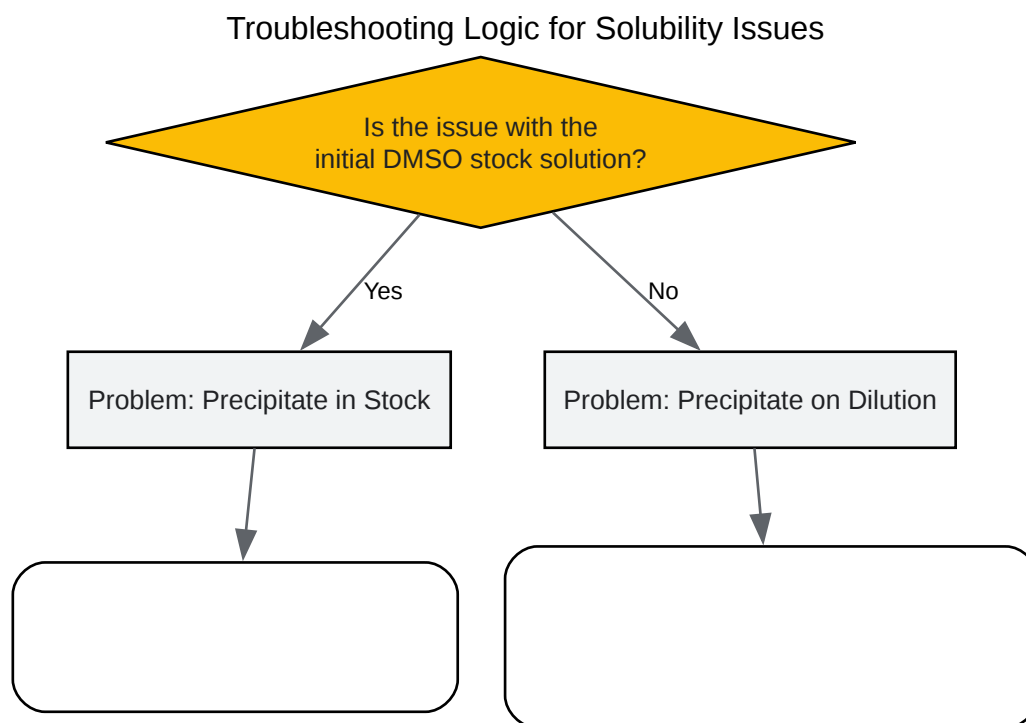 Troubleshooting Logic for Solubility Issues
Is the issue with the
initial DMSO stock solution?
Yes
No
Problem: Precipitate in Stock
Problem: Precipitate on Dilution